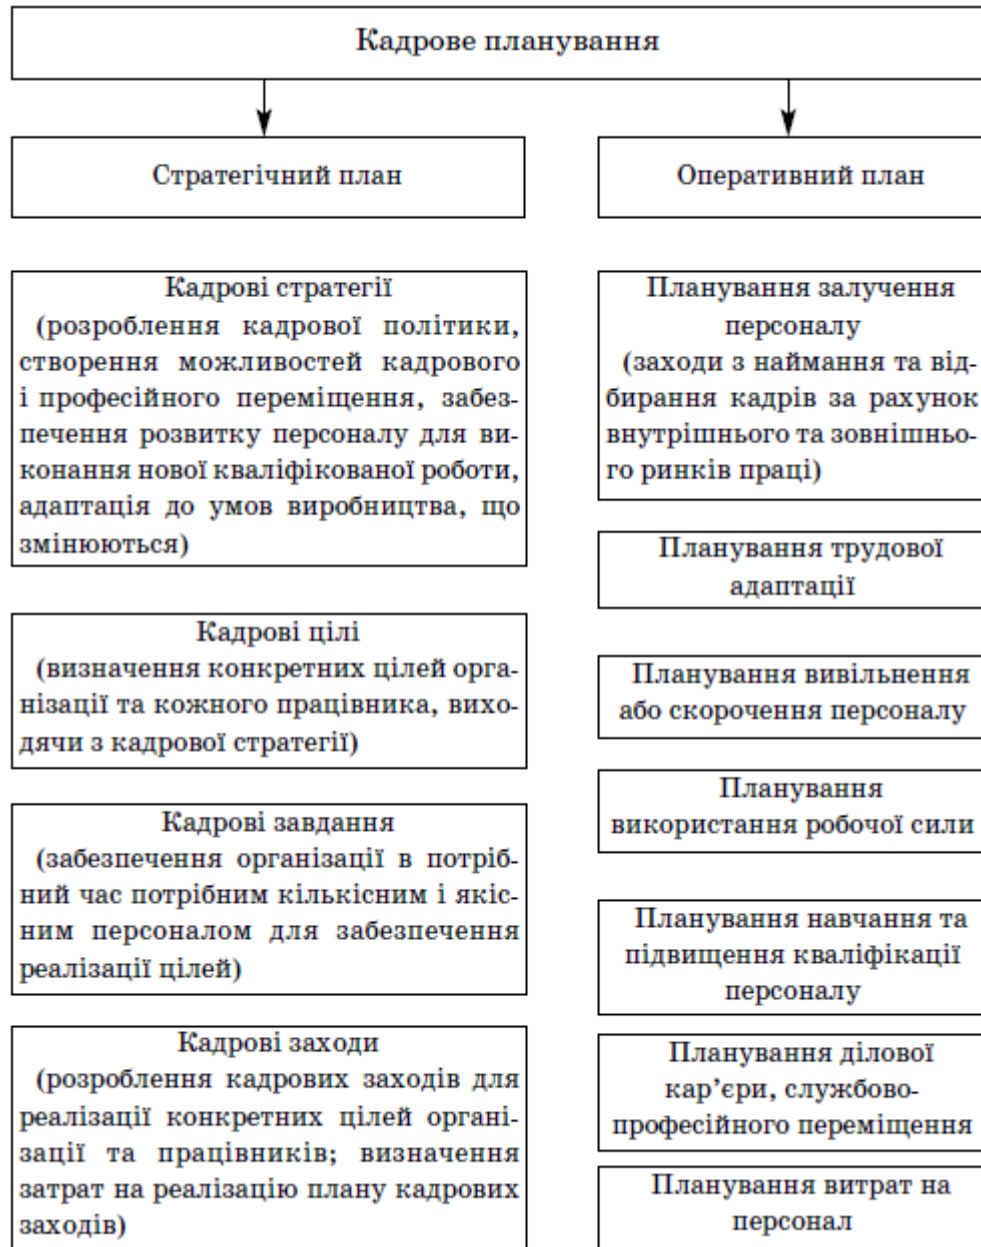 Кадрове планування
Стратегічний план
Кадрові стратегії
(розроблення кадрової політики,
створення можливостей кадрового
і професійного переміщення, забез-
печення розвитку персоналу для ви-
конання нової кваліфікованої роботи,
адаптація до умов виробництва, що
змінюються)
Кадрові цілі
(визначення конкретних цілей орга-
нізації та кожного працівника, вихо-
дячи з кадрової стратегії)
Кадрові завдання
(забезпечення організації в потріб-
ний час потрібним кількісним і якіс-
ним персоналом для забезпечення
реалізації цілей)
Кадрові заходи
(розроблення кадрових заходів для
реалізації конкретних цілей органі-
зації та працівників; визначення
затрат на реалізацію плану кадрових
заходів)
Оперативний план
Планування залучення
персоналу
(заходи з наймання та від-
бирання кадрів за рахунок
внутрішнього та зовнішньо-
го ринків праці)
Планування трудової
адаптації
Планування вивільнення
або скорочення персоналу
Планування
використання робочої сили
Планування навчання та
підвищення кваліфікації
персоналу
Планування ділової
кар’єри, службово-
професійного переміщення
Планування витрат на
персонал